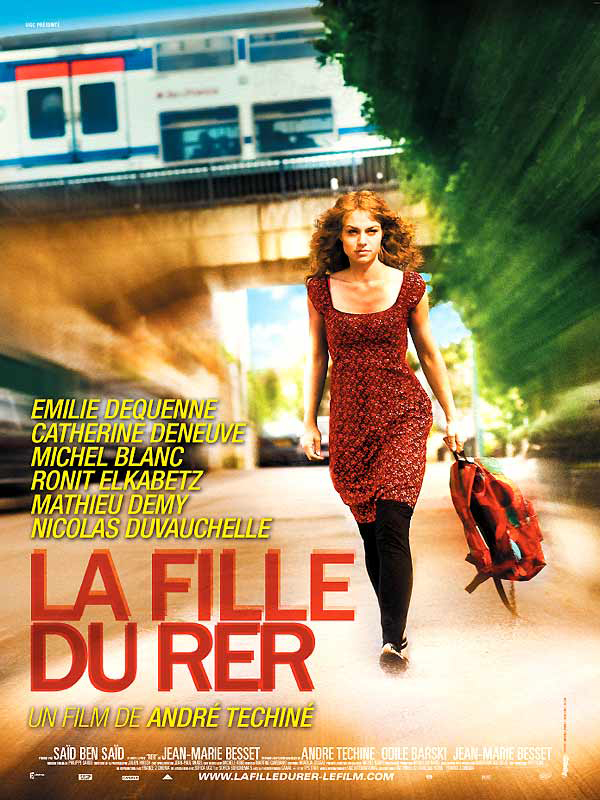 UGC PRÉSENTE
EMILIE DEQUENNE
CATHERINE DENEUVE
MICHEL BLANC
RONIT ELKABETZ
MATHIEU DEMY
NICOLAS DUVAUCHELLE
LA FILLE
DU RER
UN FILM DE ANDRÉ TECHINÉ
SAÏD BEN SAÏD JEAN-MARIE BESSET ANDRE TECHINE ODILE BARSKI JEAN-MARIE BESSET
WWW.LAFILLEDURER-LEFILM.COM